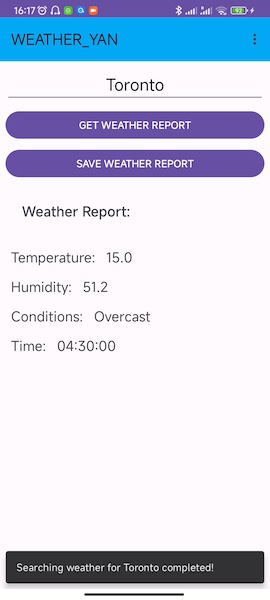 16:17
WEATHER_YAN
Toronto
GET WEATHER REPORT
SAVE WEATHER REPORT
Weather Report:
Temperature: 15.0
Humidity: 51.2
Conditions: Overcast
Time: 04:30:00
Searching weather for Toronto completed!